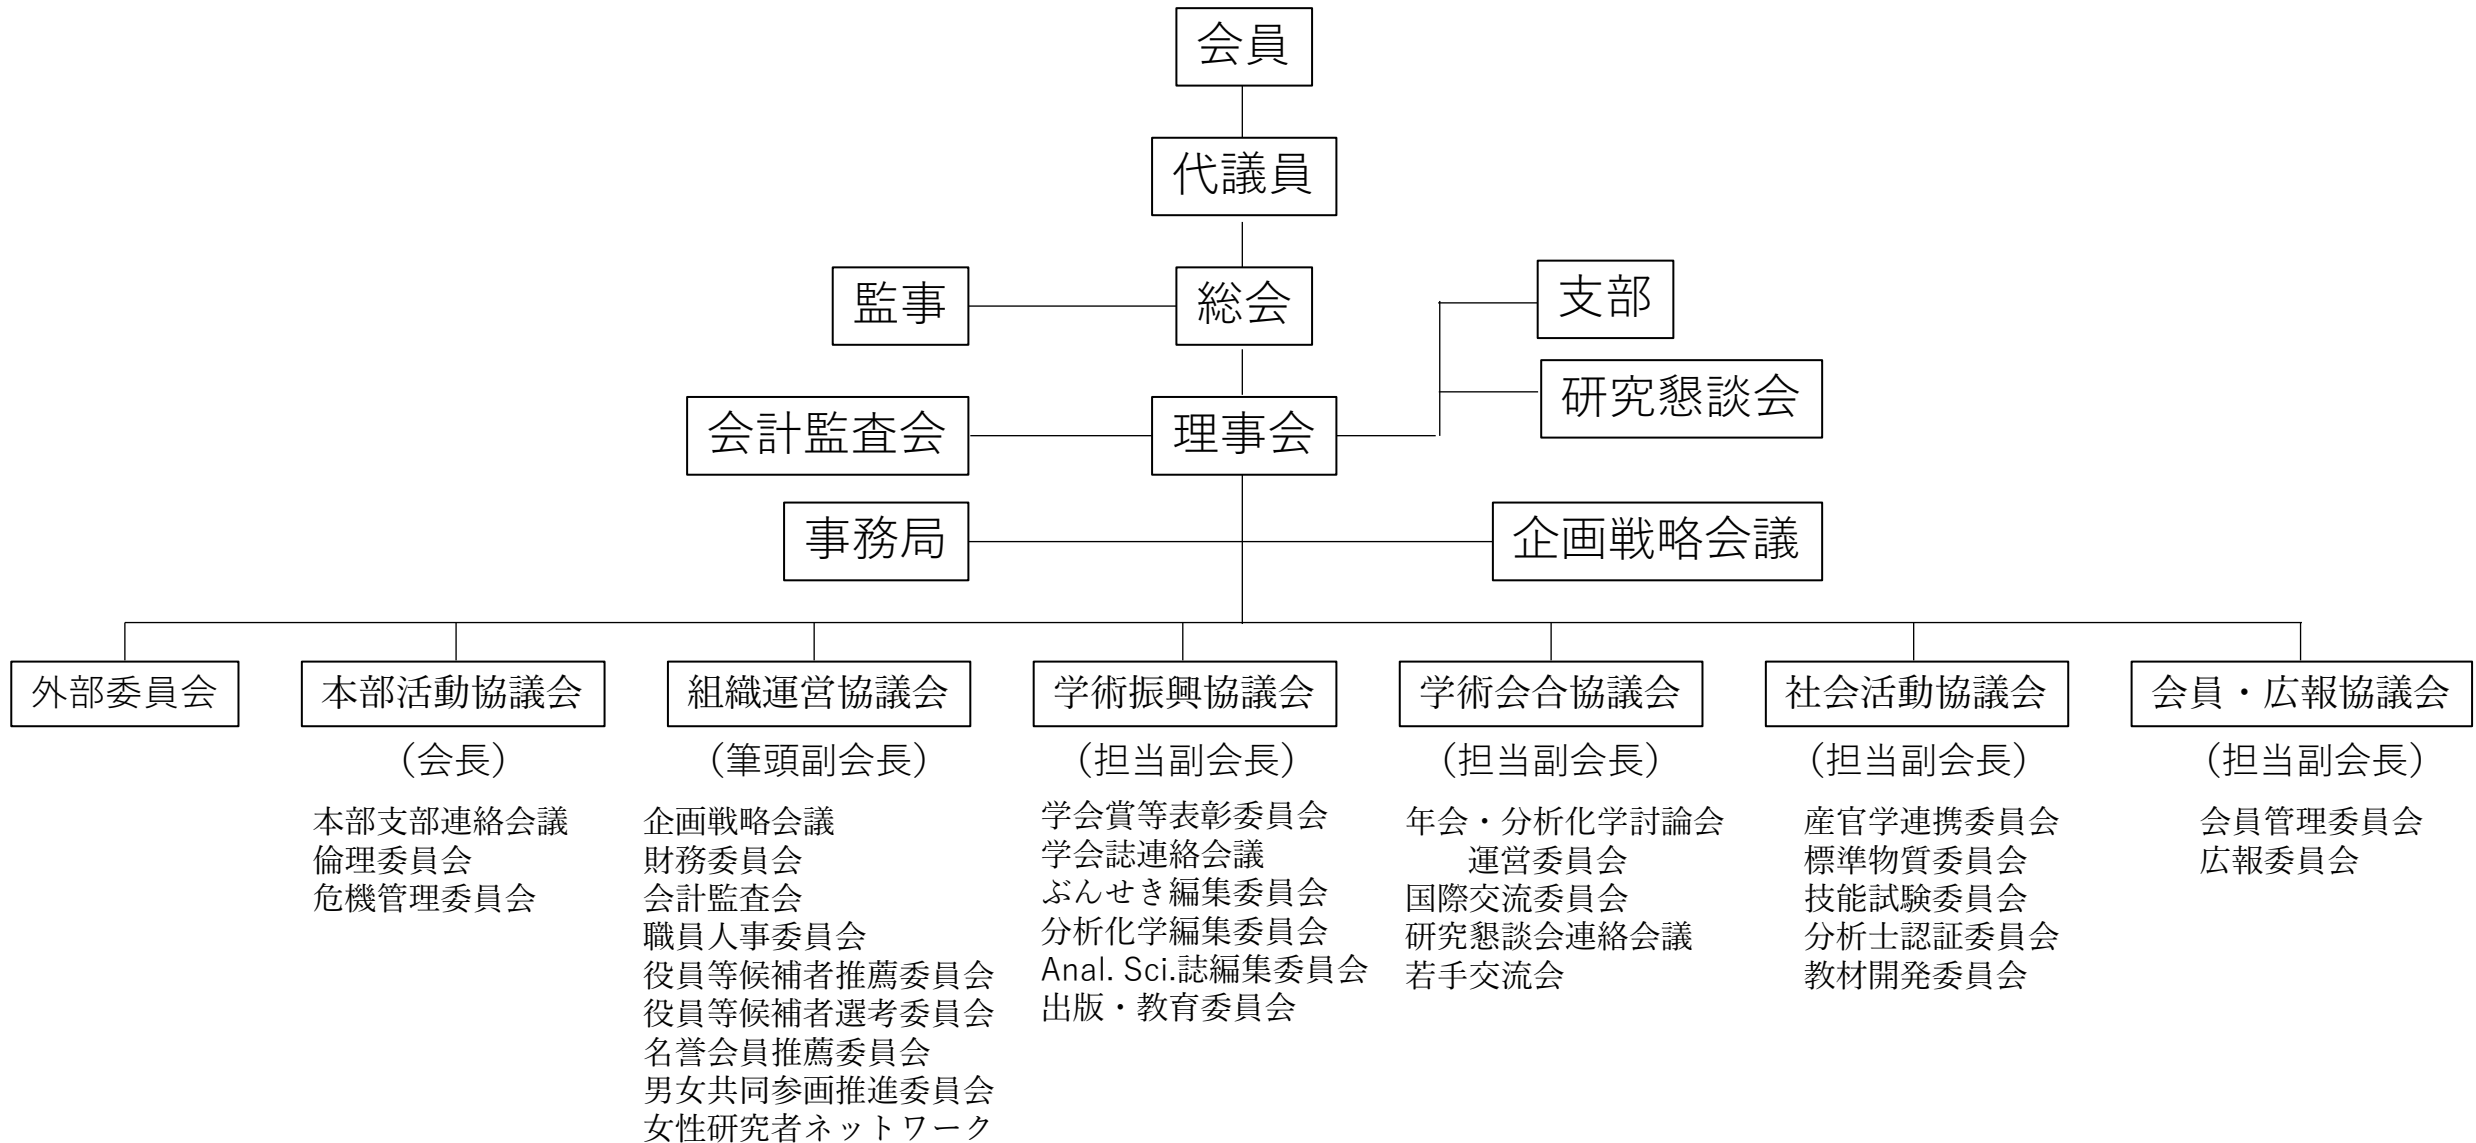 会員
代議員
監事
総会
支部
研究懇談会
会計監査会
理事会
事務局
企画戦略会議
外部委員会
本部活動協議会
（会長）
本部支部連絡会議
倫理委員会
危機管理委員会
組織運営協議会
（筆頭副会長）
企画戦略会議
財務委員会
会計監査会
職員人事委員会
役員等候補者推薦委員会
役員等候補者選考委員会
名誉会員推薦委員会
男女共同参画推進委員会
女性研究者ネットワーク
学術振興協議会
（担当副会長）
学会賞等表彰委員会
学会誌連絡会議
ぶんせき編集委員会
分析化学編集委員会
Anal. Sci.誌編集委員会
出版・教育委員会
学術会合協議会
（担当副会長）
年会・分析化学討論会
運営委員会
国際交流委員会
研究懇談会連絡会議
若手交流会
社会活動協議会
（担当副会長）
産官学連携委員会
標準物質委員会
技能試験委員会
分析士認証委員会
教材開発委員会
会員・広報協議会
（担当副会長）
会員管理委員会
広報委員会